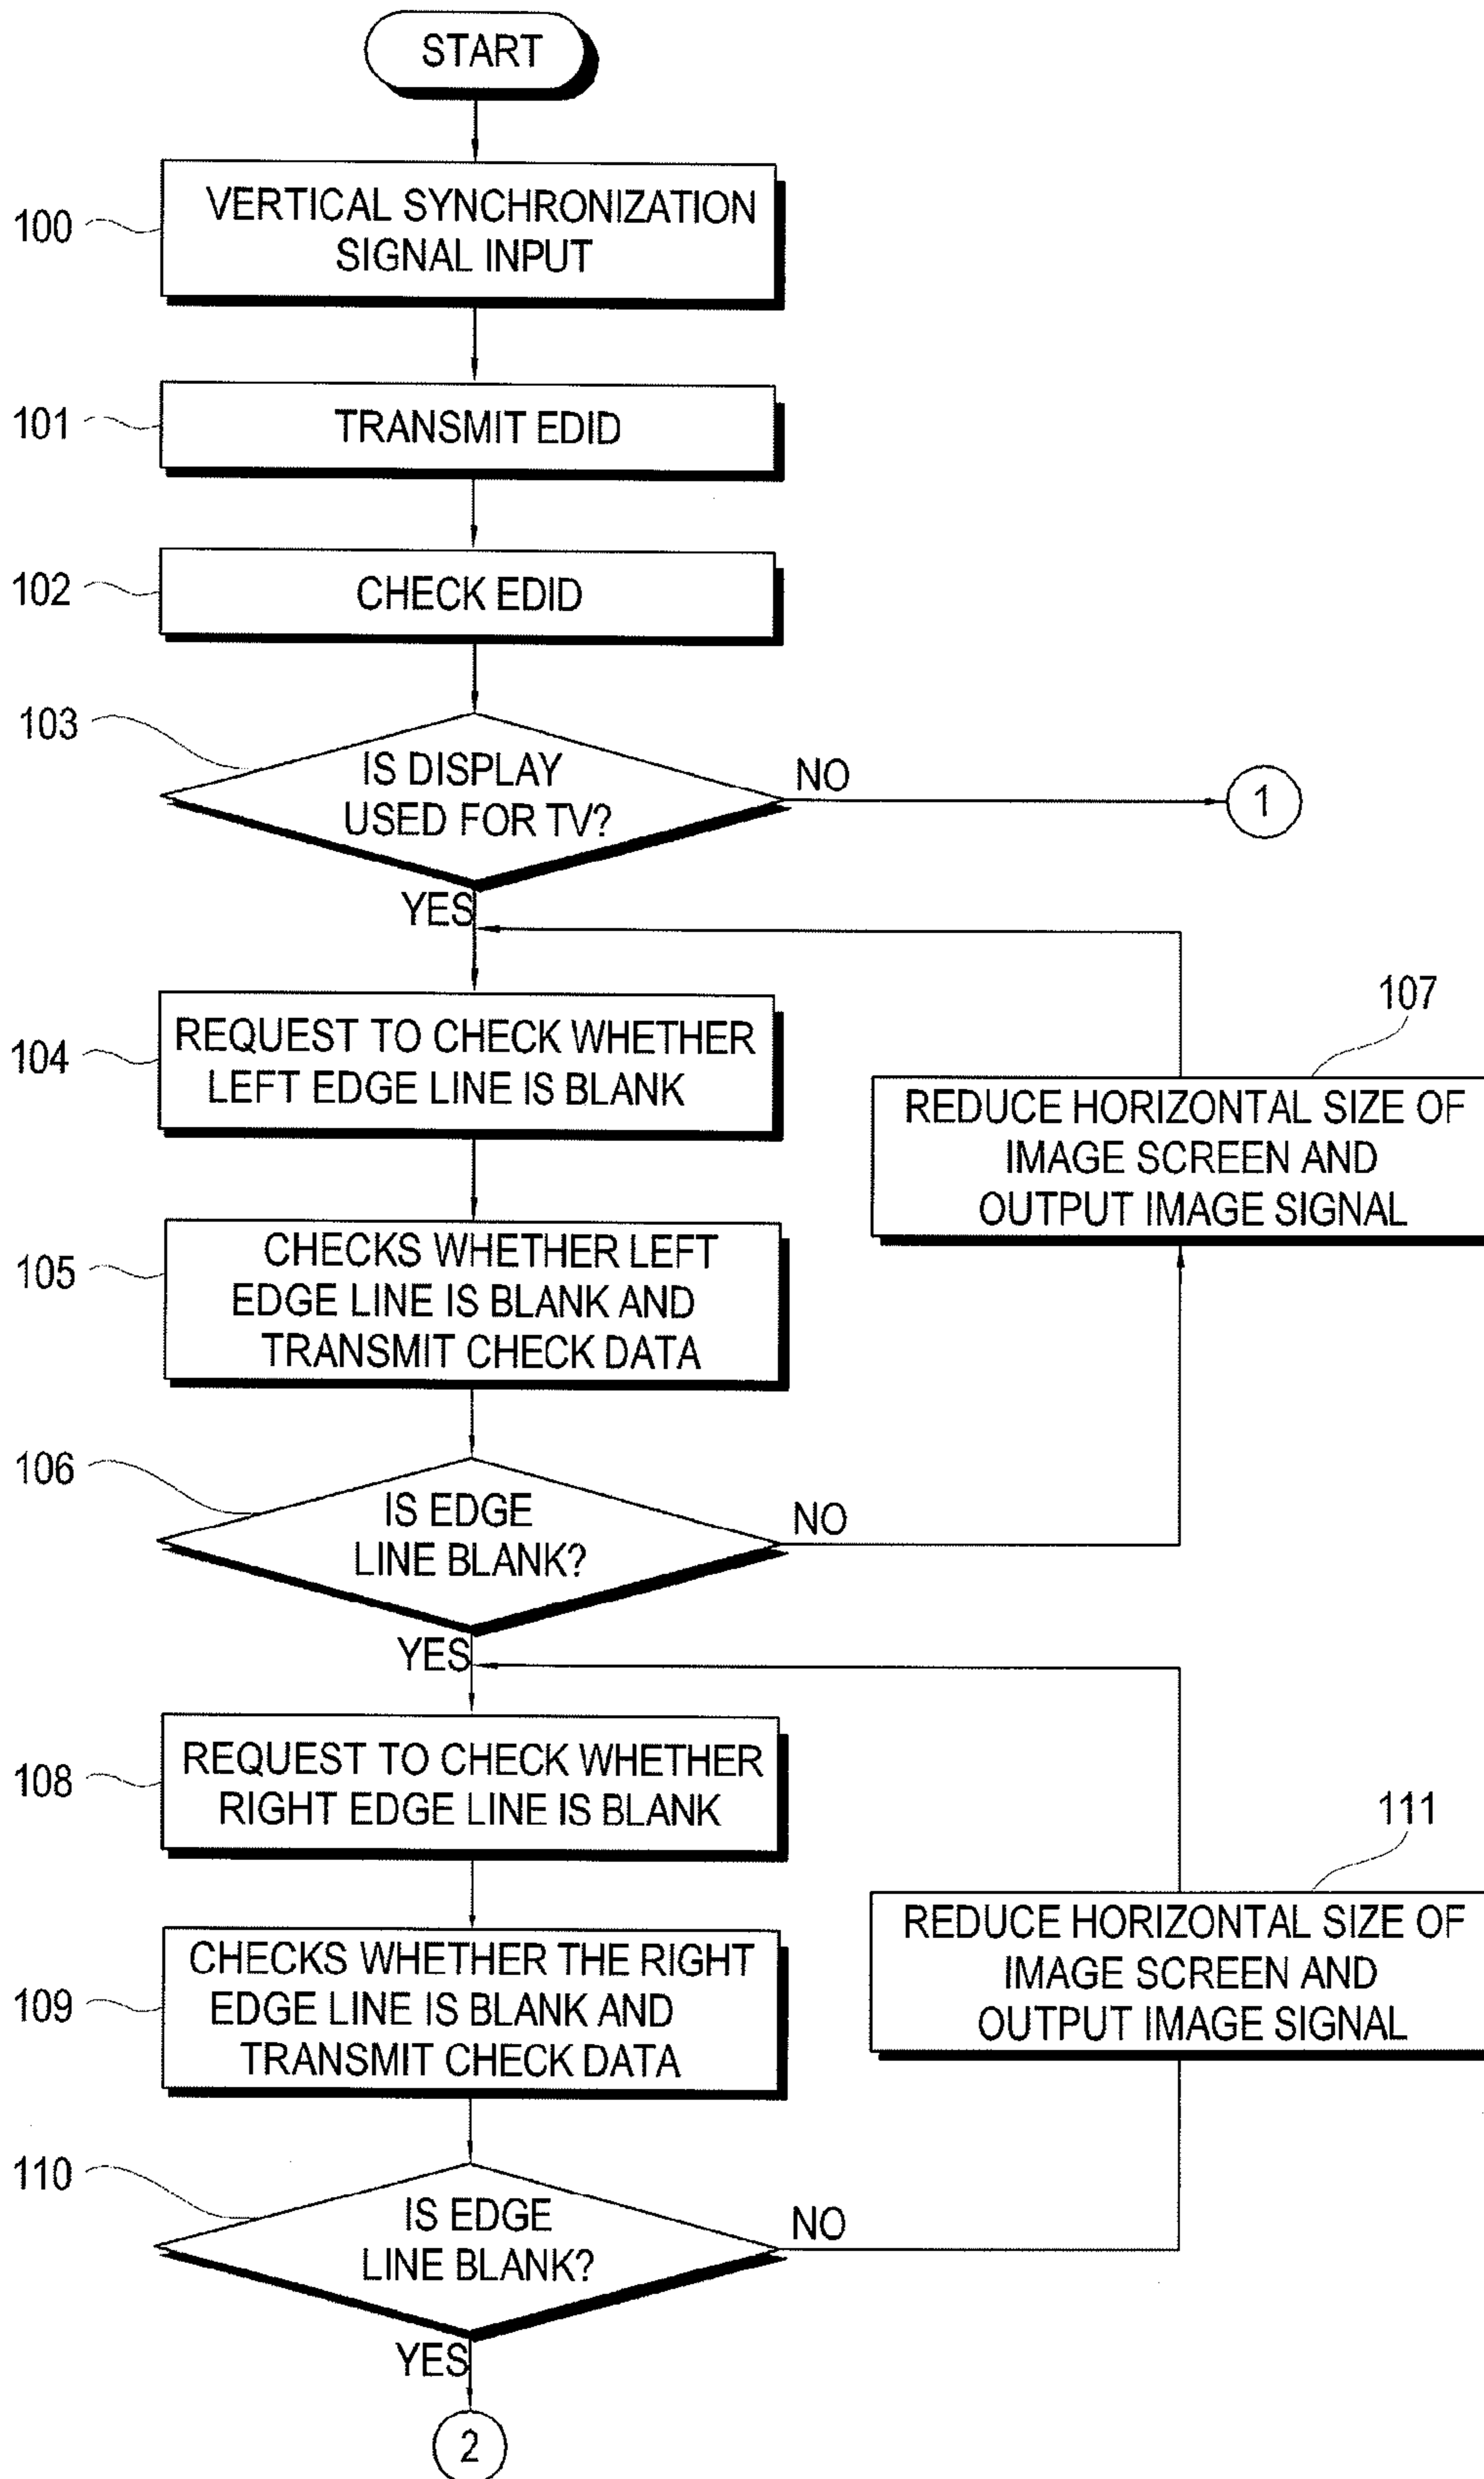 START
100
VERTICAL SYNCHRONIZATION
SIGNAL INPUT
101
TRANSMIT EDID
102
CHECK EDID
103
IS DISPLAY
USED FOR TV?
NO
1
YES
104
REQUEST TO CHECK WHETHER
LEFT EDGE LINE IS BLANK
107
REDUCE HORIZONTAL SIZE OF
IMAGE SCREEN AND
OUTPUT IMAGE SIGNAL
105
CHECKS WHETHER LEFT
EDGE LINE IS BLANK AND
TRANSMIT CHECK DATA
106
IS EDGE
LINE BLANK?
NO
YES
108
REQUEST TO CHECK WHETHER
RIGHT EDGE LINE IS BLANK
111
REDUCE HORIZONTAL SIZE OF
IMAGE SCREEN AND
OUTPUT IMAGE SIGNAL
109
CHECKS WHETHER THE RIGHT
EDGE LINE IS BLANK AND
TRANSMIT CHECK DATA
110
IS EDGE
LINE BLANK?
NO
YES
2